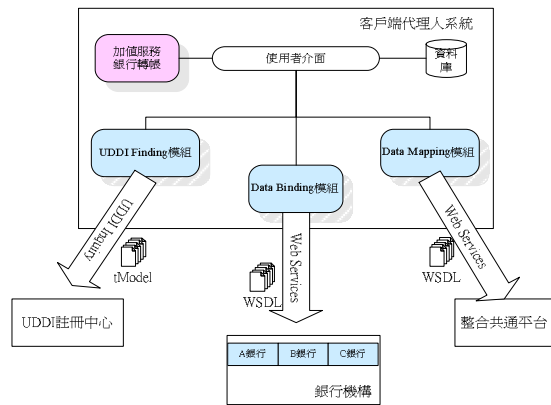 客戶端代理人系統
加值服務
銀行轉帳
使用者介面
資料
庫
UDDI Finding模組
Data Binding模組
Data Mapping模組
UDDI Inquiry
tModel
Web Services
WSDL
Web Services
WSDL
UDDI註冊中心
整合共通平台
A銀行
B銀行
C銀行
銀行機構